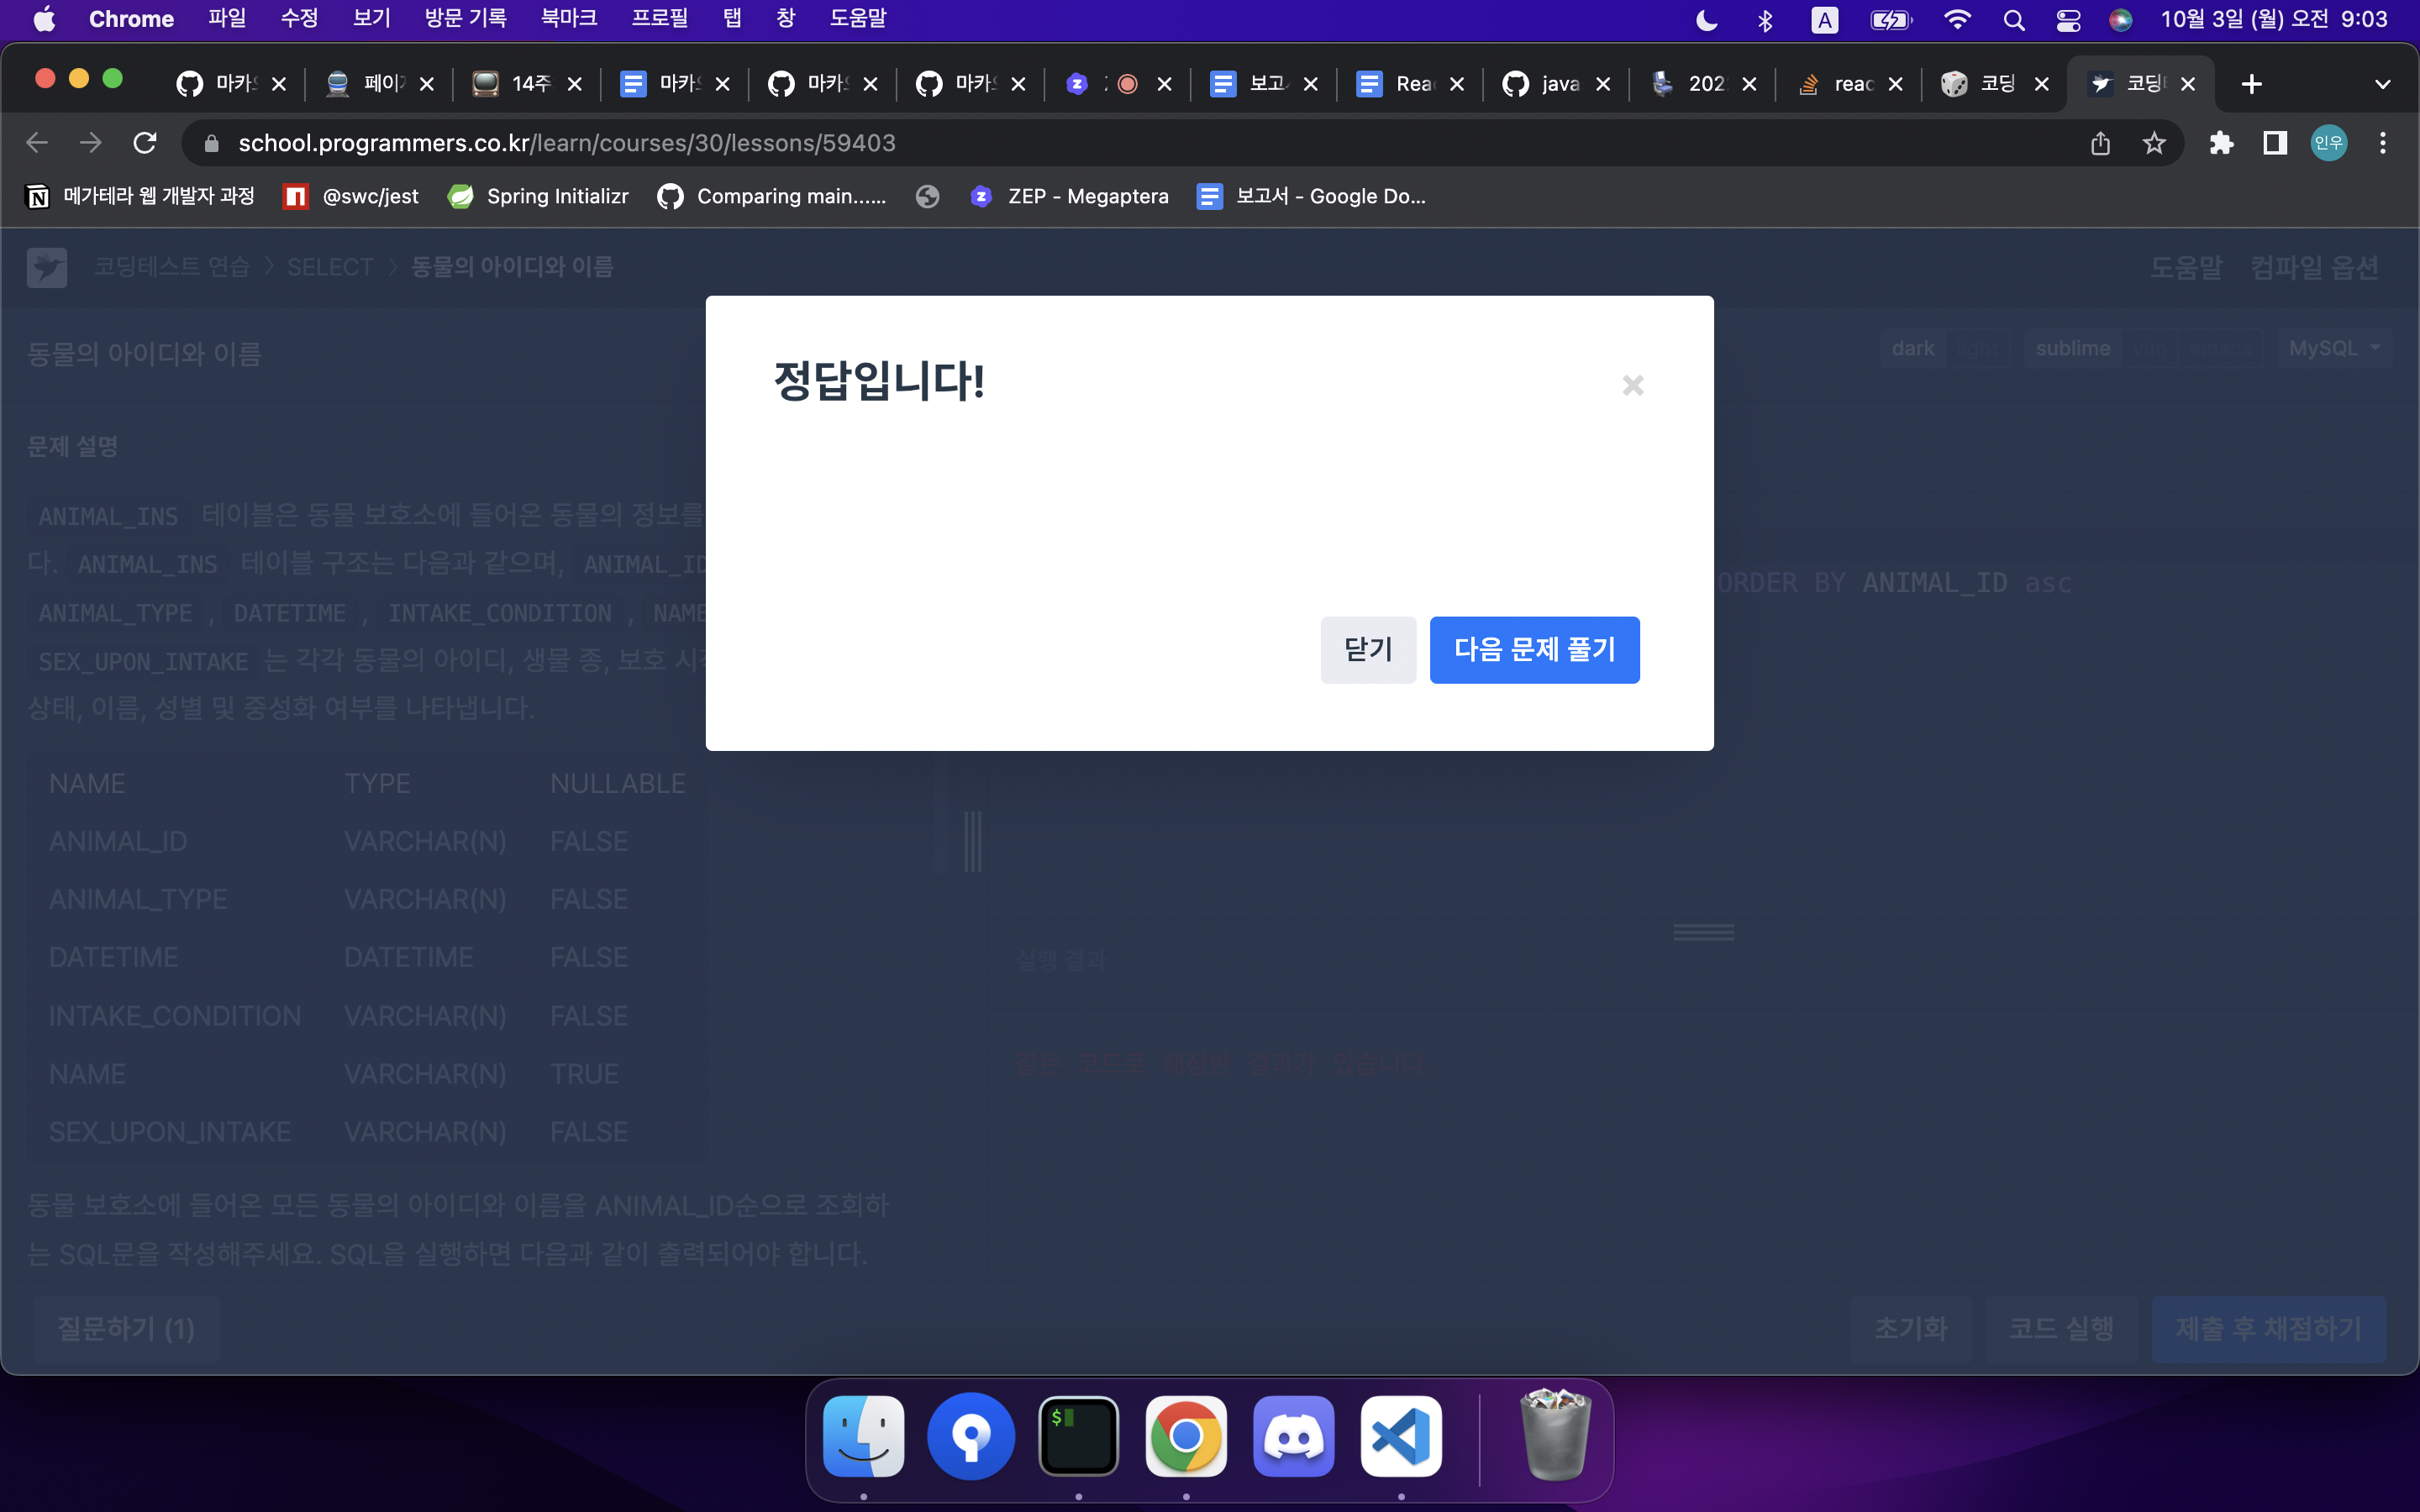 Chrome 파일 수정 보기 방문 기록 북마크 프로필 탭 창 도움말 A 10월 3일 (월) 오전 9:03
마카오 페이지 14주 마카오 마카오 마카오 보고 Reac java 202 reac 코딩 코딩
school.programmers.co.kr/learn/courses/30/lessons/59403 인우
메가테라 웹 개발자 과정 @swc/jest Spring Initializr Comparing main...... ZEP - Megaptera 보고서 - Google Do...
코딩테스트 연습 SELECT 동물의 아이디와 이름 도움말 컴파일 옵션
동물의 아이디와 이름 dark light sublime vim emacs MySQL
정답입니다!
문제 설명
ANIMAL_INS 테이블은 동물 보호소에 들어온 동물의 정보를
다. ANIMAL_INS 테이블 구조는 다음과 같으며, ANIMAL_ID
ORDER BY ANIMAL_ID asc
ANIMAL_TYPE , DATETIME , INTAKE_CONDITION , NAME
SEX_UPON_INTAKE 는 각각 동물의 아이디, 생물 종, 보호 시작
닫기 다음 문제 풀기
상태, 이름, 성별 및 중성화 여부를 나타냅니다.
NAME TYPE NULLABLE
ANIMAL_ID VARCHAR(N) FALSE
ANIMAL_TYPE VARCHAR(N) FALSE
DATETIME DATETIME FALSE
INTAKE_CONDITION VARCHAR(N) FALSE
NAME VARCHAR(N) TRUE
SEX_UPON_INTAKE VARCHAR(N) FALSE
실행 결과
같은 코드로 채점한 결과가 있습니다.
동물 보호소에 들어온 모든 동물의 아이디와 이름을 ANIMAL_ID순으로 조회하
는 SQL문을 작성해주세요. SQL을 실행하면 다음과 같이 출력되어야 합니다.
질문하기 (1) 초기화 코드 실행 제출 후 채점하기